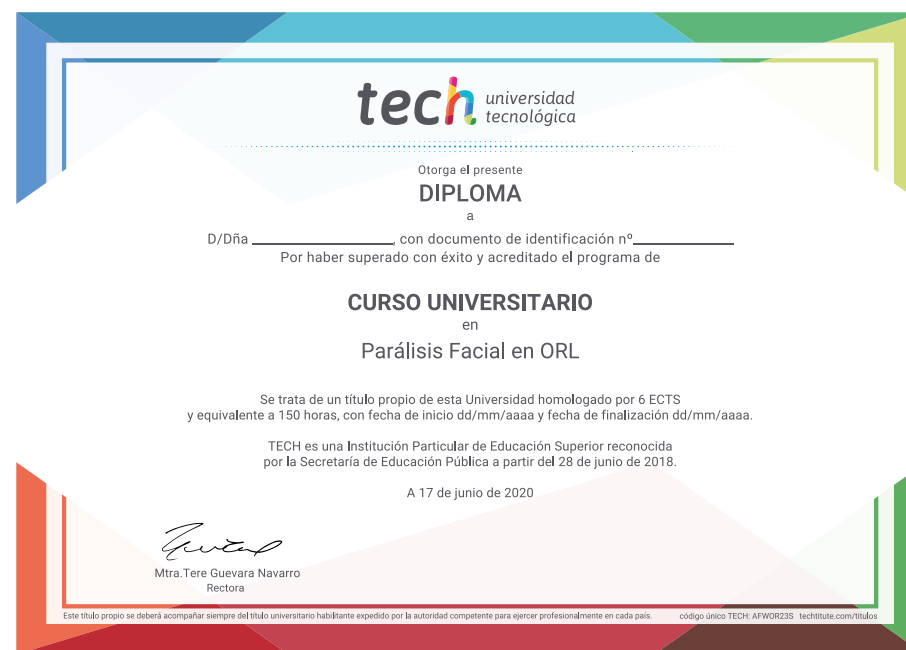 tech universidad
tecnológica
Otorga el presente
DIPLOMA
a
D/Dña ________________, con documento de identificación nº____________
Por haber superado con éxito y acreditado el programa de
CURSO UNIVERSITARIO
en
Parálisis Facial en ORL
Se trata de un título propio de esta Universidad homologado por 6 ECTS
y equivalente a 150 horas, con fecha de inicio dd/mm/aaaa y fecha de finalización dd/mm/aaaa.
TECH es una Institución Particular de Educación Superior reconocida
por la Secretaría de Educación Pública a partir del 28 de junio de 2018.
A 17 de junio de 2020
Mtra.Tere Guevara Navarro
Rectora
Este título propio se deberá acompañar siempre del título universitario habilitante expedido por la autoridad competente para ejercer profesionalmente en cada país. código único TECH: AFWOR23S techtitute.com/titulos